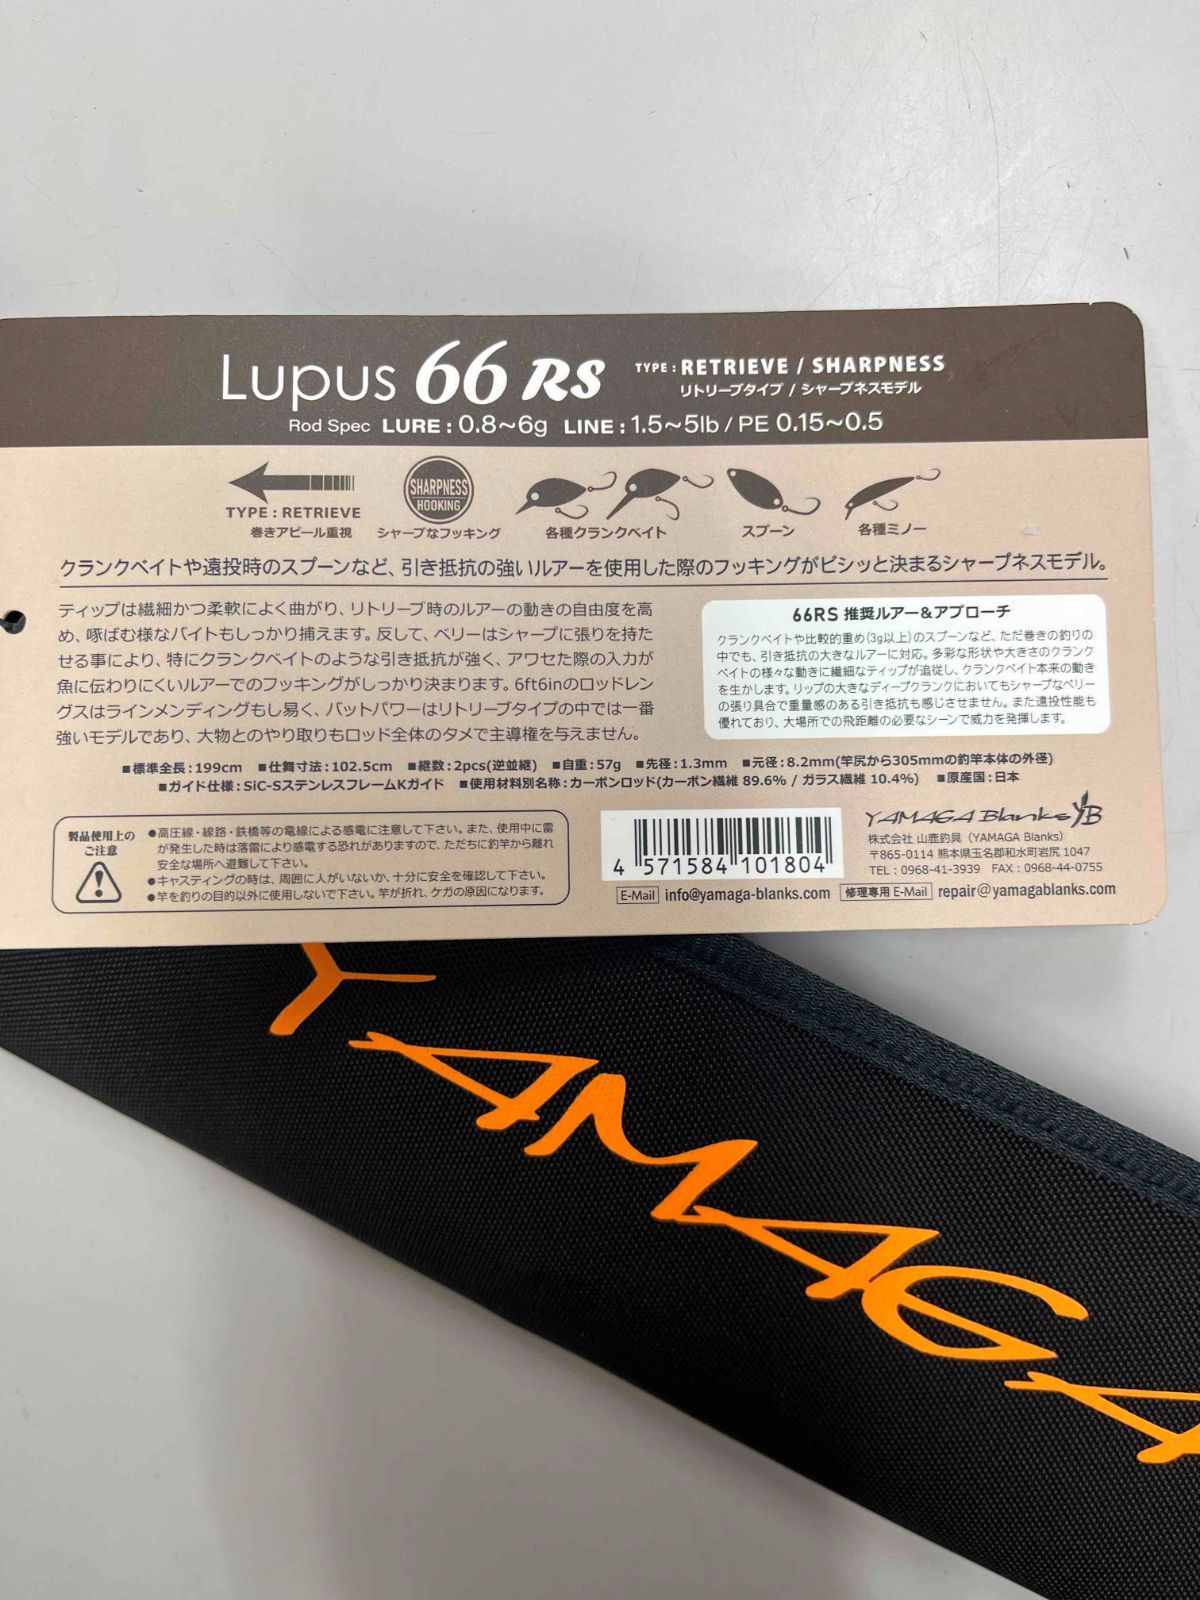 Lupus 66 RS
TYPE : RETRIEVE / SHARPNESS
リトリーブタイプ / シャープネスモデル
Rod Spec LURE : 0.8~6g LINE : 1.5~5lb / PE 0.15~0.5
TYPE : RETRIEVE
巻きアピール重視
SHARPNESS
HOOKING
シャープなフッキング
各種クランクベイト
スプーン
各種ミノー
クランクベイトや遠投時のスプーンなど、引き抵抗の強いルアーを使用した際のフッキングがビシッと決まるシャープネスモデル。
ティップは繊細かつ柔軟によく曲がり、リトリーブ時のルアーの動きの自由度を高
め、啄ばむ様なバイトもしっかり捕えます。反して、ベリーはシャープに張りを持た
せる事により、特にクランクベイトのような引き抵抗が強く、アワセた際の入力が
魚に伝わりにくいルアーでのフッキングがしっかり決まります。6ft6inのロッドレン
グスはラインメンディングもし易く、バットパワーはリトリーブタイプの中では一番
強いモデルであり、大物とのやり取りもロッド全体のタメで主導権を与えません。
66RS 推奨ルアー&アプローチ
クランクベイトや比較的重め(3g以上)のスプーンなど、ただ巻きの釣りの
中でも、引き抵抗の大きなルアーに対応。多彩な形状や大きさのクランク
ベイトの様々な動きに繊細なティップが追従し、クランクベイト本来の動き
を生かします。リップの大きなディープクランクにおいてもシャープなベリー
の張り具合で重量感のある引き抵抗も感じさせません。また遠投性能も
優れており、大場所での飛距離の必要なシーンで威力を発揮します。
■標準全長:199cm ■仕舞寸法:102.5cm ■継数:2pcs(逆並継) ■自重:57g ■先径:1.3mm ■元径:8.2mm(竿尻から305mmの釣竿本体の外径)
■ガイド仕様:SiC-SステンレスフレームKガイド ■使用材料別名称:カーボンロッド(カーボン繊維 89.6% / ガラス繊維 10.4%) ■原産国:日本
製品使用上の
ご注意
●高圧線・線路・鉄橋等の電線による感電に注意して下さい。また、使用中に雷
が発生した時は落雷により感電する恐れがありますので、ただちに釣竿から離れ
安全な場所へ避難して下さい。
●キャスティングの時は、周囲に人がいないか、十分に安全を確認して下さい。
●竿を釣りの目的以外に使用しないで下さい。竿が折れ、ケガの原因になります。
4 571584 101804
YAMAGA Blanks YB
株式会社 山鹿釣具（YAMAGA Blanks）
〒865-0114 熊本県玉名郡和水町岩尻 1047
TEL : 0968-41-3939 FAX : 0968-44-0755
E-Mail info@yamaga-blanks.com 修理専用 E-Mail repair@yamagablanks.com
YAMAGA